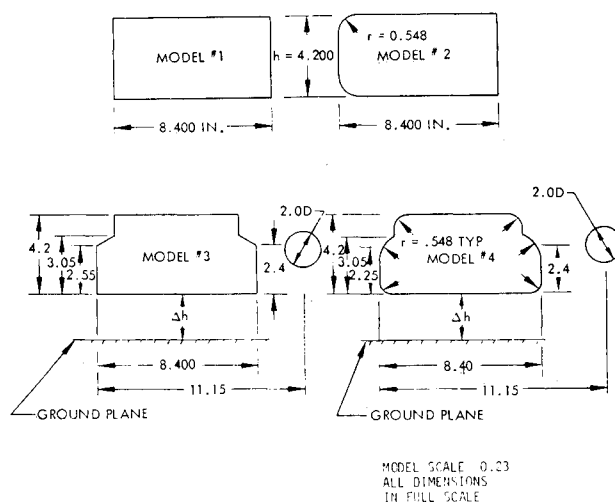 MODEL #1
h = 4.200
r = 0.548
MODEL #2
8.400 IN.
8.400 IN.
2.0D
2.0D
4.2
3.05
2.55
MODEL #3
2.4
4.2
3.05
2.25
r = .548 TYP
MODEL #4
2.4
Δh
Δh
8.400
8.40
11.15
11.15
GROUND PLANE
GROUND PLANE
MODEL SCALE 0.23
ALL DIMENSIONS
IN FULL SCALE